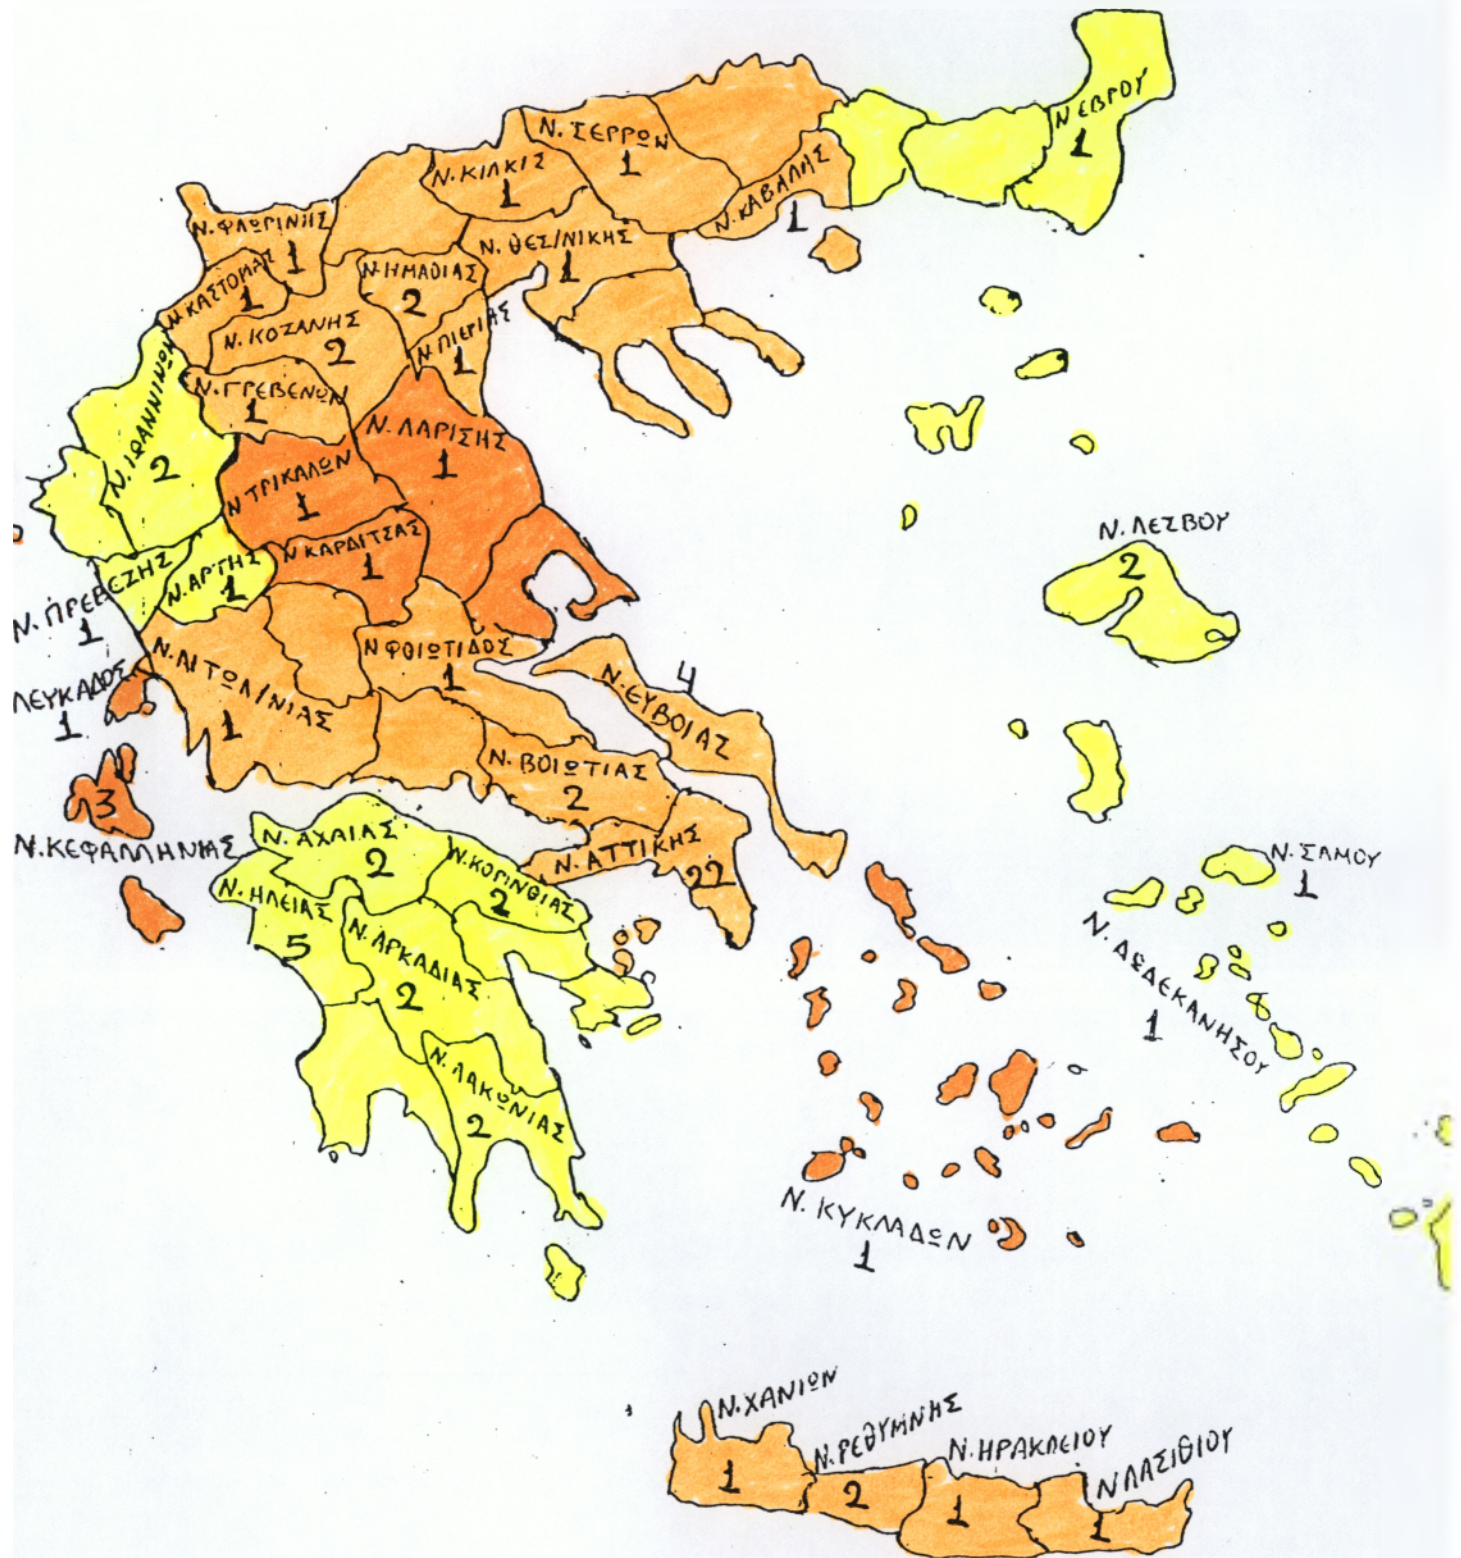 Ν ΕΒΡΟΥ
1
Ν. ΣΕΡΡΩΝ
1
Ν. ΚΙΛΚΙΣ
1
Ν. ΚΑΒΑΛΑΣ
1
Ν. ΦΛΩΡΙΝΗΣ
1
Ν. ΘΕΣ/ΝΙΚΗΣ
1
Ν. ΚΑΣΤΟΡΙΑΣ
1
Ν ΗΜΑΘΙΑΣ
2
Ν. ΚΟΖΑΝΗΣ
2
Ν. ΠΙΕΡΙΑΣ
1
Ν. ΓΡΕΒΕΝΩΝ
1
Ν. ΙΩΑΝΝΙΝΩΝ
2
Ν. ΛΑΡΙΣΗΣ
1
Ν ΤΡΙΚΑΛΩΝ
1
Ν ΚΑΡΔΙΤΣΑΣ
1
Ν. ΛΕΣΒΟΥ
2
Ν. ΠΡΕΒΕΖΗΣ
1
Ν. ΑΡΤΗΣ
1
Ν ΦΘΙΩΤΙΔΟΣ
1
Ν. ΑΙΤΩΛ/ΝΙΑΣ
1
4
Ν. ΕΥΒΟΙΑΣ
ΛΕΥΚΑΔΟΣ
1
Ν. ΒΟΙΩΤΙΑΣ
2
3
Ν. ΚΕΦΑΛΛΗΝΙΑΣ
Ν. ΑΧΑΙΑΣ
2
Ν. ΑΤΤΙΚΗΣ
22
Ν. ΚΟΡΙΝΘΙΑΣ
2
Ν. ΣΑΜΟΥ
1
Ν. ΗΛΕΙΑΣ
5
Ν. ΑΡΚΑΔΙΑΣ
2
Ν. ΔΩΔΕΚΑΝΗΣΟΥ
1
Ν. ΛΑΚΩΝΙΑΣ
2
Ν. ΚΥΚΛΑΔΩΝ
1
Ν. ΧΑΝΙΩΝ
1
Ν. ΡΕΘΥΜΝΗΣ
2
Ν. ΗΡΑΚΛΕΙΟΥ
1
Ν ΛΑΣΙΘΙΟΥ
1